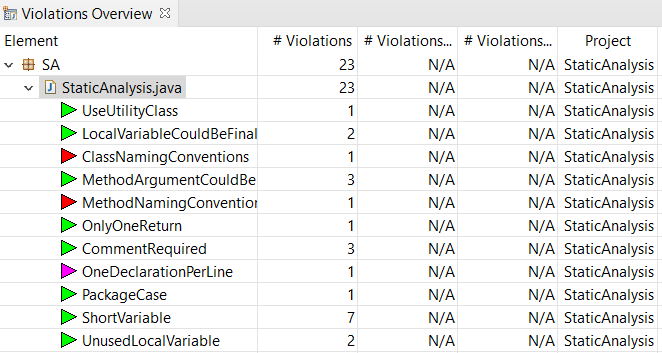 Violations Overview
Element # Violations # Violations... # Violations... Project
SA 23 N/A N/A StaticAnalysis
StaticAnalysis.java 23 N/A N/A StaticAnalysis
UseUtilityClass 1 N/A N/A StaticAnalysis
LocalVariableCouldBeFinal 2 N/A N/A StaticAnalysis
ClassNamingConventions 1 N/A N/A StaticAnalysis
MethodArgumentCouldBe 3 N/A N/A StaticAnalysis
MethodNamingConvention 1 N/A N/A StaticAnalysis
OnlyOneReturn 1 N/A N/A StaticAnalysis
CommentRequired 3 N/A N/A StaticAnalysis
OneDeclarationPerLine 1 N/A N/A StaticAnalysis
PackageCase 1 N/A N/A StaticAnalysis
ShortVariable 7 N/A N/A StaticAnalysis
UnusedLocalVariable 2 N/A N/A StaticAnalysis